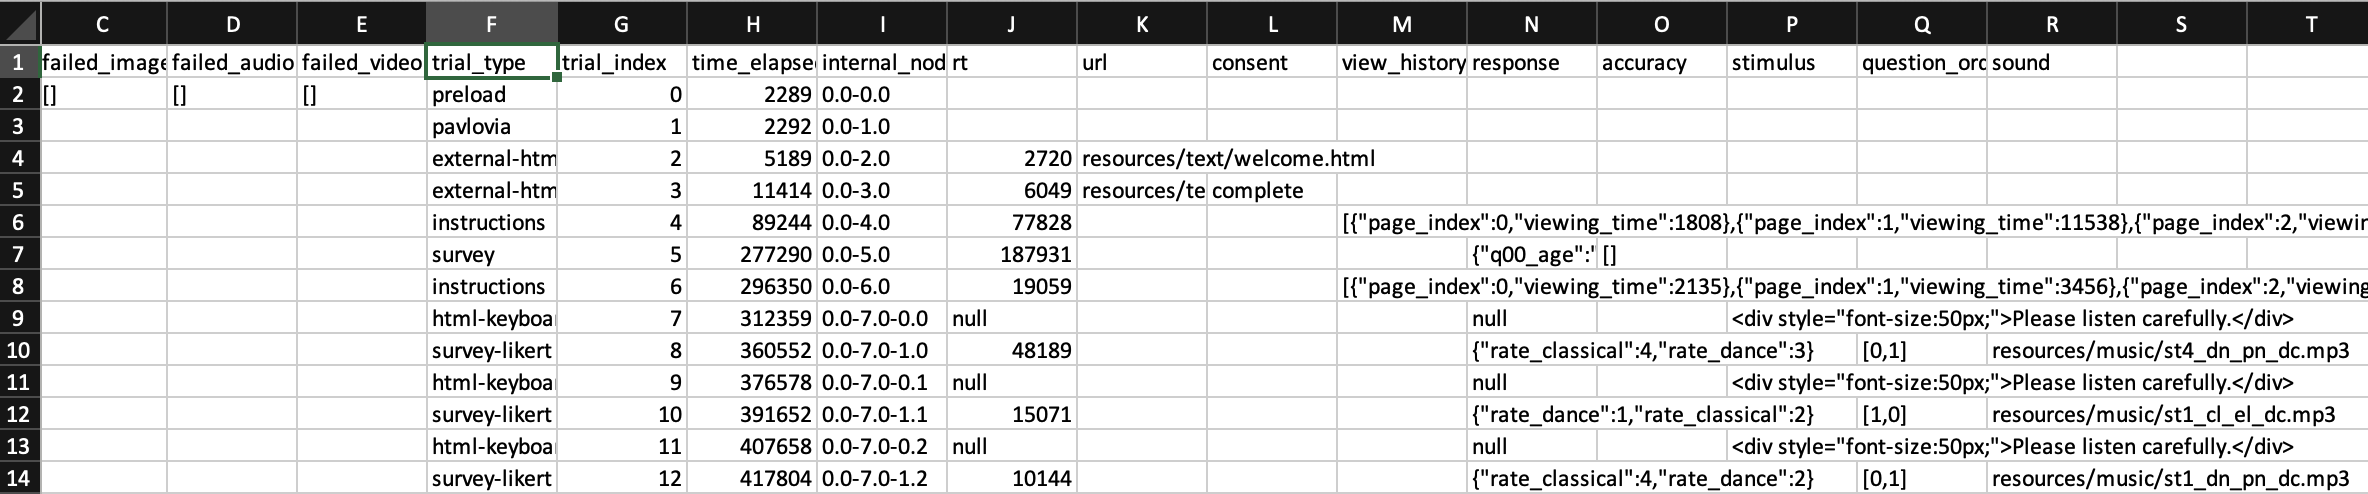 C D E F G H I J K L M N O P Q R S T
1 failed_image failed_audio failed_video trial_type trial_index time_elapse internal_nod rt url consent view_history response accuracy stimulus question_ord sound
2 [] [] [] preload 0 2289 0.0-0.0
3 pavlovia 1 2292 0.0-1.0
4 external-htm 2 5189 0.0-2.0 2720 resources/text/welcome.html
5 external-htm 3 11414 0.0-3.0 6049 resources/te complete
6 instructions 4 89244 0.0-4.0 77828 [{"page_index":0,"viewing_time":1808},{"page_index":1,"viewing_time":11538},{"page_index":2,"viewin
7 survey 5 277290 0.0-5.0 187931 {"q00_age":" []
8 instructions 6 296350 0.0-6.0 19059 [{"page_index":0,"viewing_time":2135},{"page_index":1,"viewing_time":3456},{"page_index":2,"viewing
9 html-keyboa 7 312359 0.0-7.0-0.0 null null <div style="font-size:50px;">Please listen carefully.</div>
10 survey-likert 8 360552 0.0-7.0-1.0 48189 {"rate_classical":4,"rate_dance":3} [0,1] resources/music/st4_dn_pn_dc.mp3
11 html-keyboa 9 376578 0.0-7.0-0.1 null null <div style="font-size:50px;">Please listen carefully.</div>
12 survey-likert 10 391652 0.0-7.0-1.1 15071 {"rate_dance":1,"rate_classical":2} [1,0] resources/music/st1_cl_el_dc.mp3
13 html-keyboa 11 407658 0.0-7.0-0.2 null null <div style="font-size:50px;">Please listen carefully.</div>
14 survey-likert 12 417804 0.0-7.0-1.2 10144 {"rate_classical":4,"rate_dance":2} [0,1] resources/music/st1_dn_pn_dc.mp3